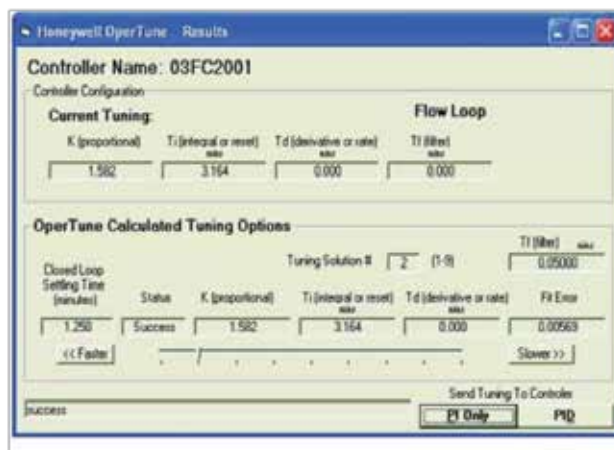 Honeywell OperTune Results
Controller Name: 03FC2001
Controller Configuration
Current Tuning: Flow Loop
K (proportional) Ti (integral or reset) Td (derivative or rate) Tf (filter)
1.582 3.164 0.000 0.000
OperTune Calculated Tuning Options
Tuning Solution # 2 (1-9) Tf (filter)
0.05000
Closed Loop
Settling Time
(minutes) Status K (proportional) Ti (integral or reset) Td (derivative or rate) Fit Error
1.250 Success 1.582 3.164 0.000 0.00569
<< Faster Slower >>
Send Tuning To Controller
success PI Only PID